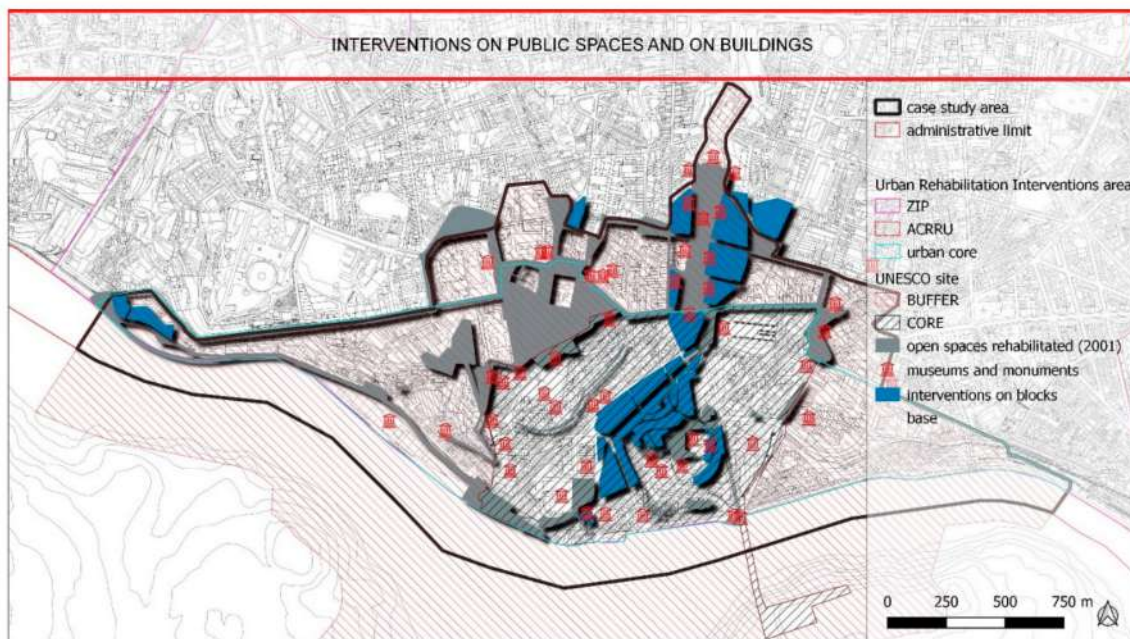 INTERVENTIONS ON PUBLIC SPACES AND ON BUILDINGS
case study area
administrative limit
Urban Rehabilitation Interventions area
ZIP
ACRRU
urban core
UNESCO site
BUFFER
CORE
open spaces rehabilitated (2001)
museums and monuments
interventions on blocks
base
0 250 500 750 m